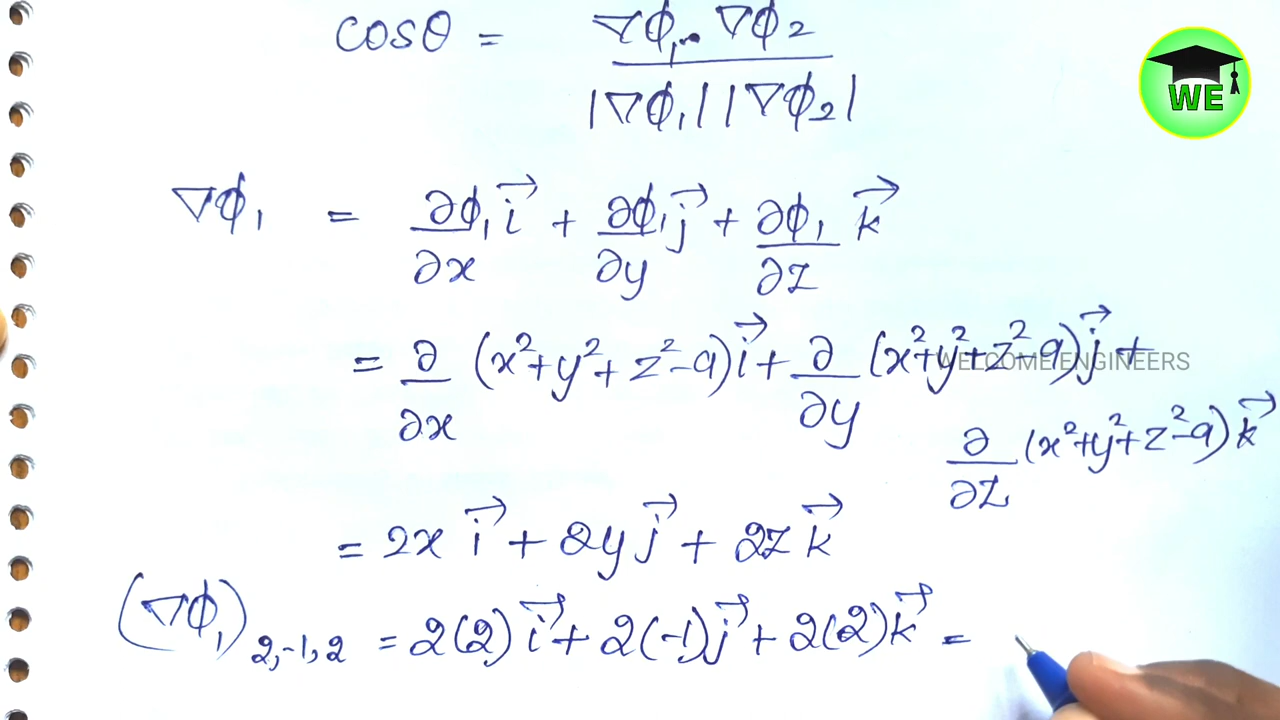 cosθ = ∇ϕ₁ · ∇ϕ₂
|∇ϕ₁| |∇ϕ₂|
WE
∇ϕ₁ = ∂ϕ₁/∂x i⃗ + ∂ϕ₁/∂y j⃗ + ∂ϕ₁/∂z k⃗
= ∂/∂x (x²+y²+z²-9) i⃗ + ∂/∂y (x²+y²+z²-9) j⃗ +
WELCOME ENGINEERS
∂/∂z (x²+y²+z²-9) k⃗
= 2x i⃗ + 2y j⃗ + 2z k⃗
(∇ϕ₁)2,-1,2 = 2(2) i⃗ + 2(-1) j⃗ + 2(2) k⃗ =